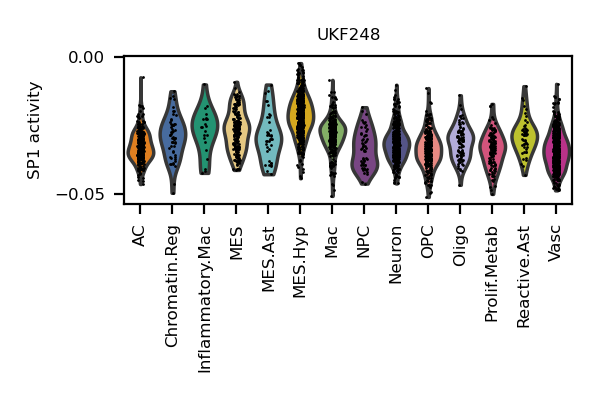 UKF248
SP1 activity
0.00
−0.05
AC
Chromatin.Reg
Inflammatory.Mac
MES
MES.Ast
MES.Hyp
Mac
NPC
Neuron
OPC
Oligo
Prolif.Metab
Reactive.Ast
Vasc